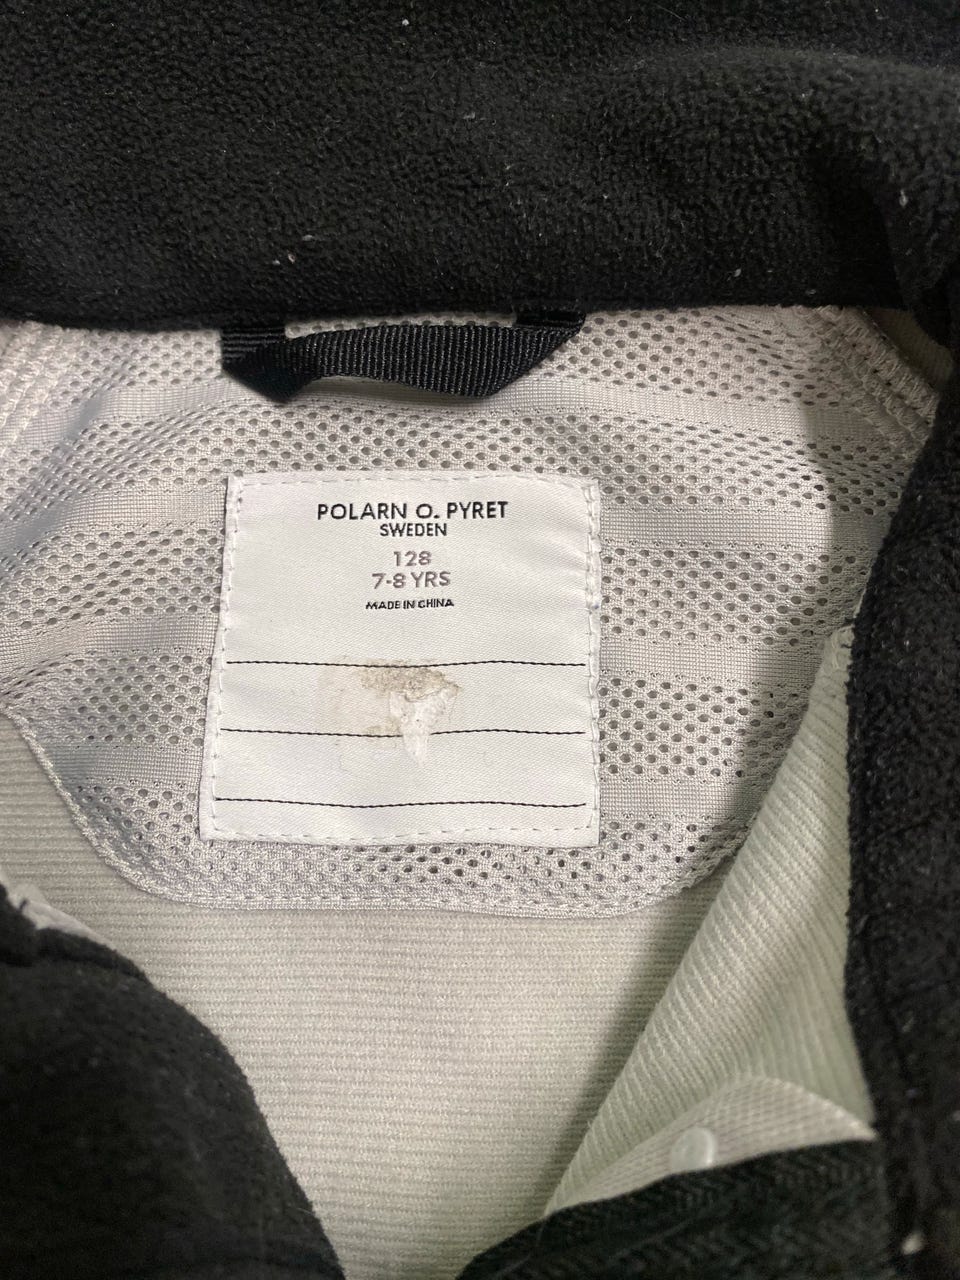 POLARN O. PYRET
SWEDEN
128
7-8 YRS
MADE IN CHINA